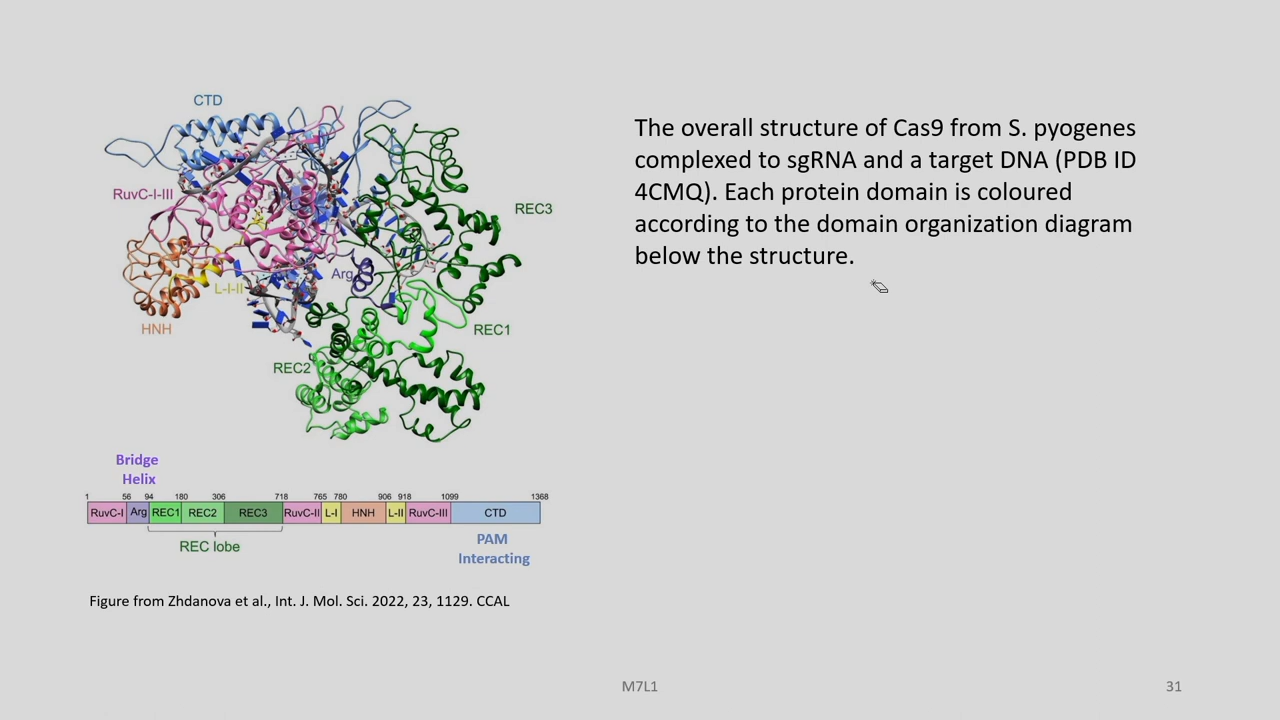 CTD
RuvC-I-III
REC3
Arg
L-I-II
HNH
REC1
REC2
The overall structure of Cas9 from S. pyogenes
complexed to sgRNA and a target DNA (PDB ID
4CMQ). Each protein domain is coloured
according to the domain organization diagram
below the structure.
Bridge
Helix
1 56 94 180 306 718 765 780 906 918 1099 1368
RuvC-I Arg REC1 REC2 REC3 RuvC-II L-I HNH L-II RuvC-III CTD
REC lobe
PAM
Interacting
Figure from Zhdanova et al., Int. J. Mol. Sci. 2022, 23, 1129. CCAL
M7L1
31